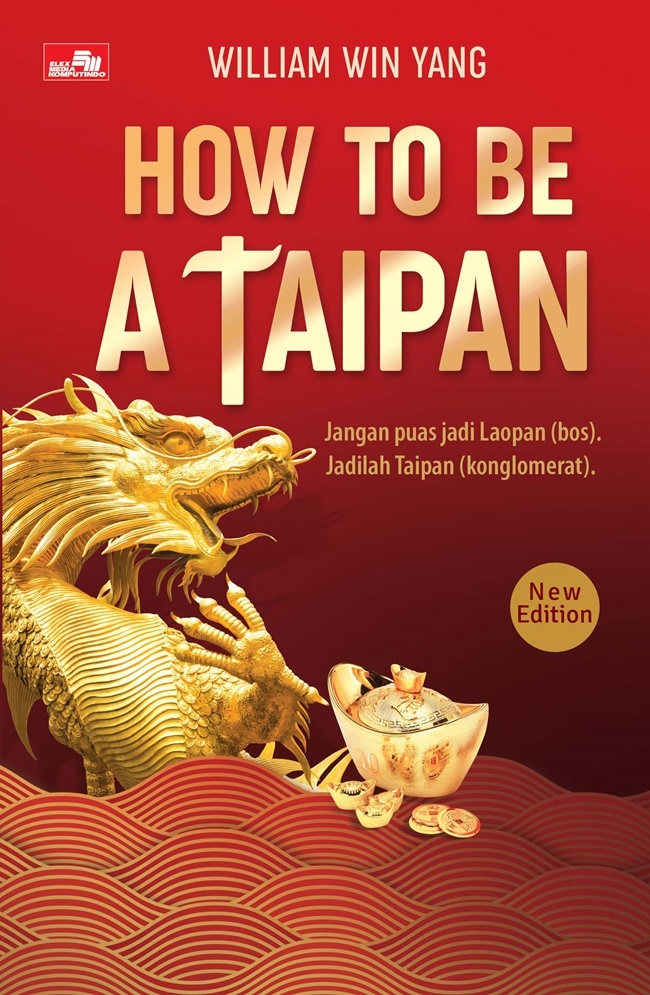 ELEX
MEDIA
KOMPUTINDO
WILLIAM WIN YANG
HOW TO BE
A TAIPAN
Jangan puas jadi Laopan (bos).
Jadilah Taipan (konglomerat).
New
Edition